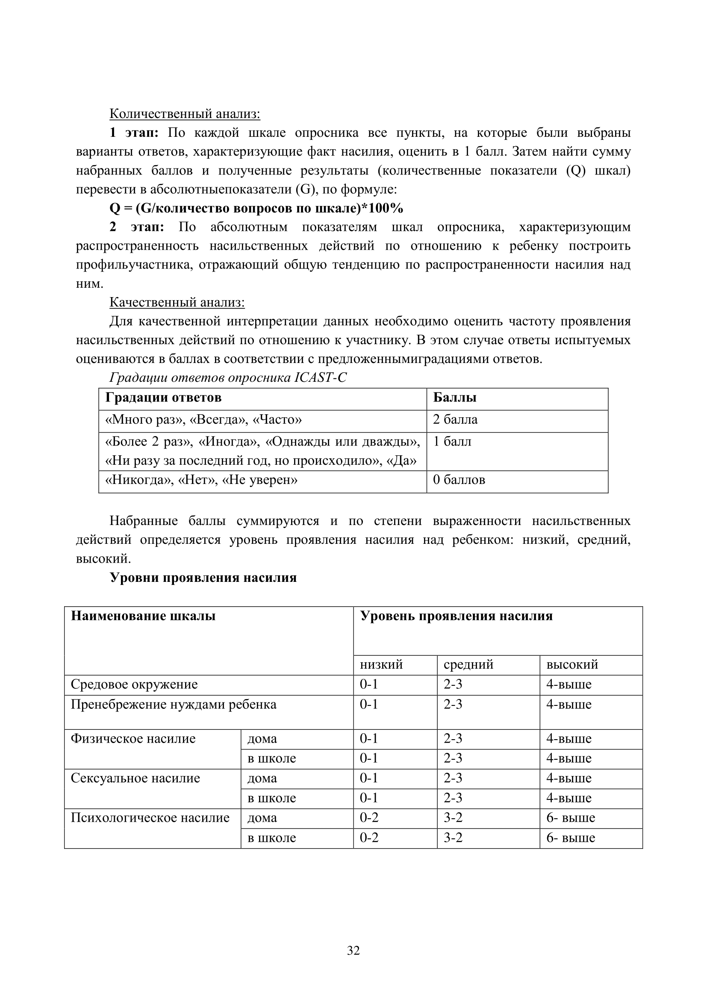 Количественный анализ:
1 этап: По каждой шкале опросника все пункты, на которые были выбраны
варианты ответов, характеризующие факт насилия, оценить в 1 балл. Затем найти сумму
набранных баллов и полученные результаты (количественные показатели (Q) шкал)
перевести в абсолютныепоказатели (G), по формуле:
Q = (G/количество вопросов по шкале)*100%
2 этап: По абсолютным показателям шкал опросника, характеризующим
распространенность насильственных действий по отношению к ребенку построить
профильучастника, отражающий общую тенденцию по распространенности насилия над
ним.
Качественный анализ:
Для качественной интерпретации данных необходимо оценить частоту проявления
насильственных действий по отношению к участнику. В этом случае ответы испытуемых
оцениваются в баллах в соответствии с предложеннымиградациями ответов.
Градации ответов опросника ICAST-C
Градации ответов Баллы
«Много раз», «Всегда», «Часто» 2 балла
«Более 2 раз», «Иногда», «Однажды или дважды», 1 балл
«Ни разу за последний год, но происходило», «Да»
«Никогда», «Нет», «Не уверен» 0 баллов
Набранные баллы суммируются и по степени выраженности насильственных
действий определяется уровень проявления насилия над ребенком: низкий, средний,
высокий.
Уровни проявления насилия
Наименование шкалы Уровень проявления насилия
низкий средний высокий
Средовое окружение 0-1 2-3 4-выше
Пренебрежение нуждами ребенка 0-1 2-3 4-выше
Физическое насилие дома 0-1 2-3 4-выше
в школе 0-1 2-3 4-выше
Сексуальное насилие дома 0-1 2-3 4-выше
в школе 0-1 2-3 4-выше
Психологическое насилие дома 0-2 3-2 6- выше
в школе 0-2 3-2 6- выше
32